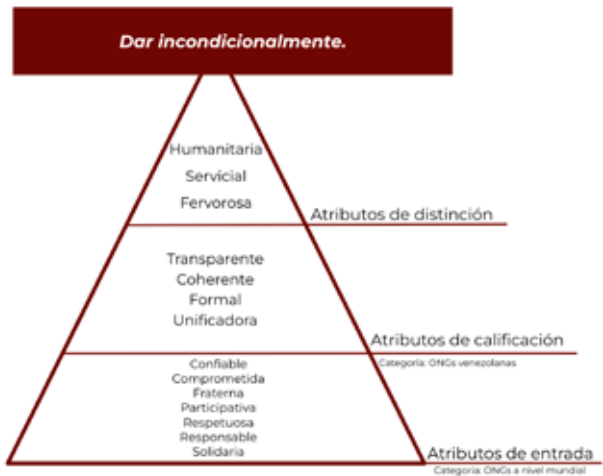 Dar incondicionalmente.
Humanitaria
Servicial
Fervorosa
Atributos de distinción
Transparente
Coherente
Formal
Unificadora
Atributos de calificación
Categoría: ONGs venezolanas
Confiable
Comprometida
Fraterna
Participativa
Respetuosa
Responsable
Solidaria
Atributos de entrada
Categoría: ONGs a nivel mundial